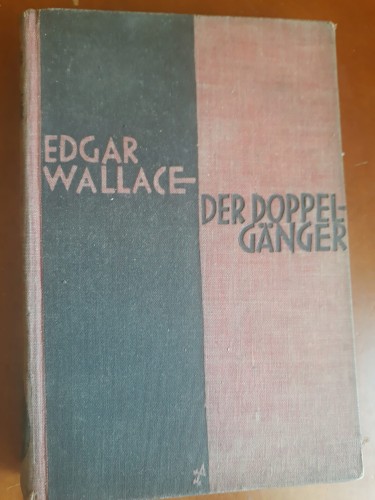 EDGAR
WALLACE-
DER DOPPEL-
GÄNGER